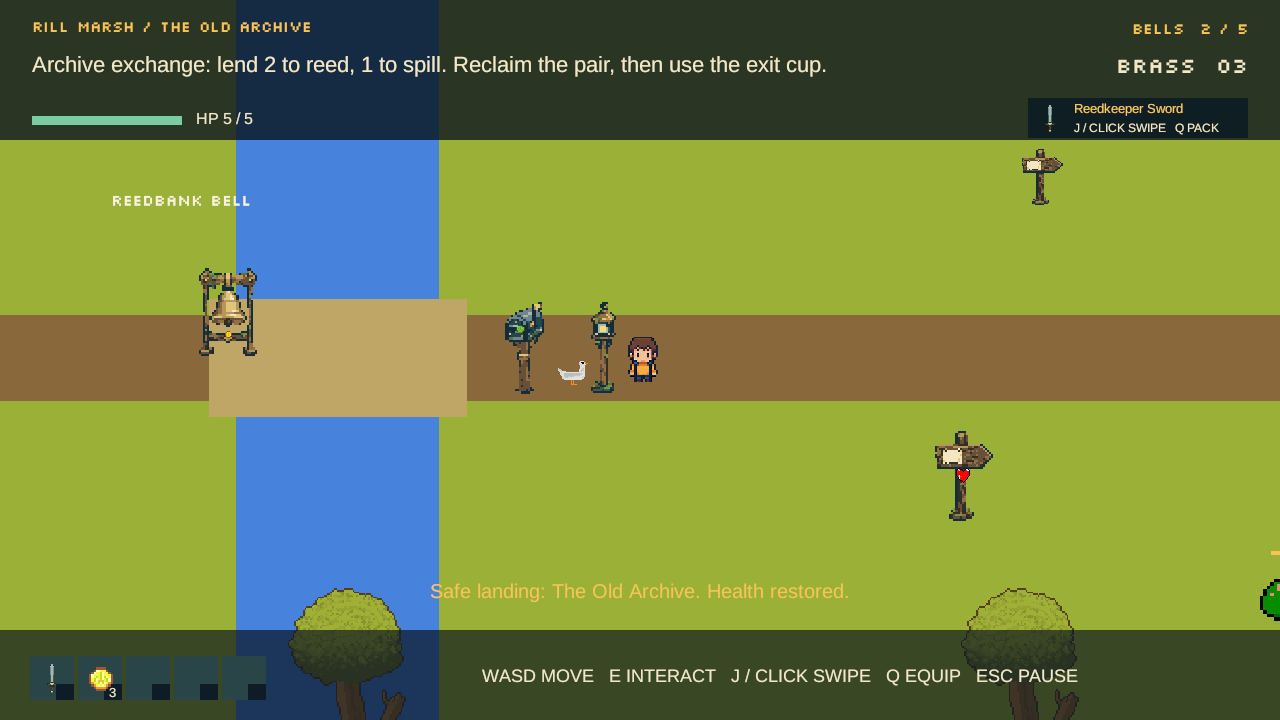 RILL MARSH / THE OLD ARCHIVE
BELLS 2 / 5
Archive exchange: lend 2 to reed, 1 to spill. Reclaim the pair, then use the exit cup.
BRASS 03
HP 5 / 5
Reedkeeper Sword
J / CLICK SWIPE Q PACK
REEDBANK BELL
Safe landing: The Old Archive. Health restored.
3
WASD MOVE E INTERACT J / CLICK SWIPE Q EQUIP ESC PAUSE